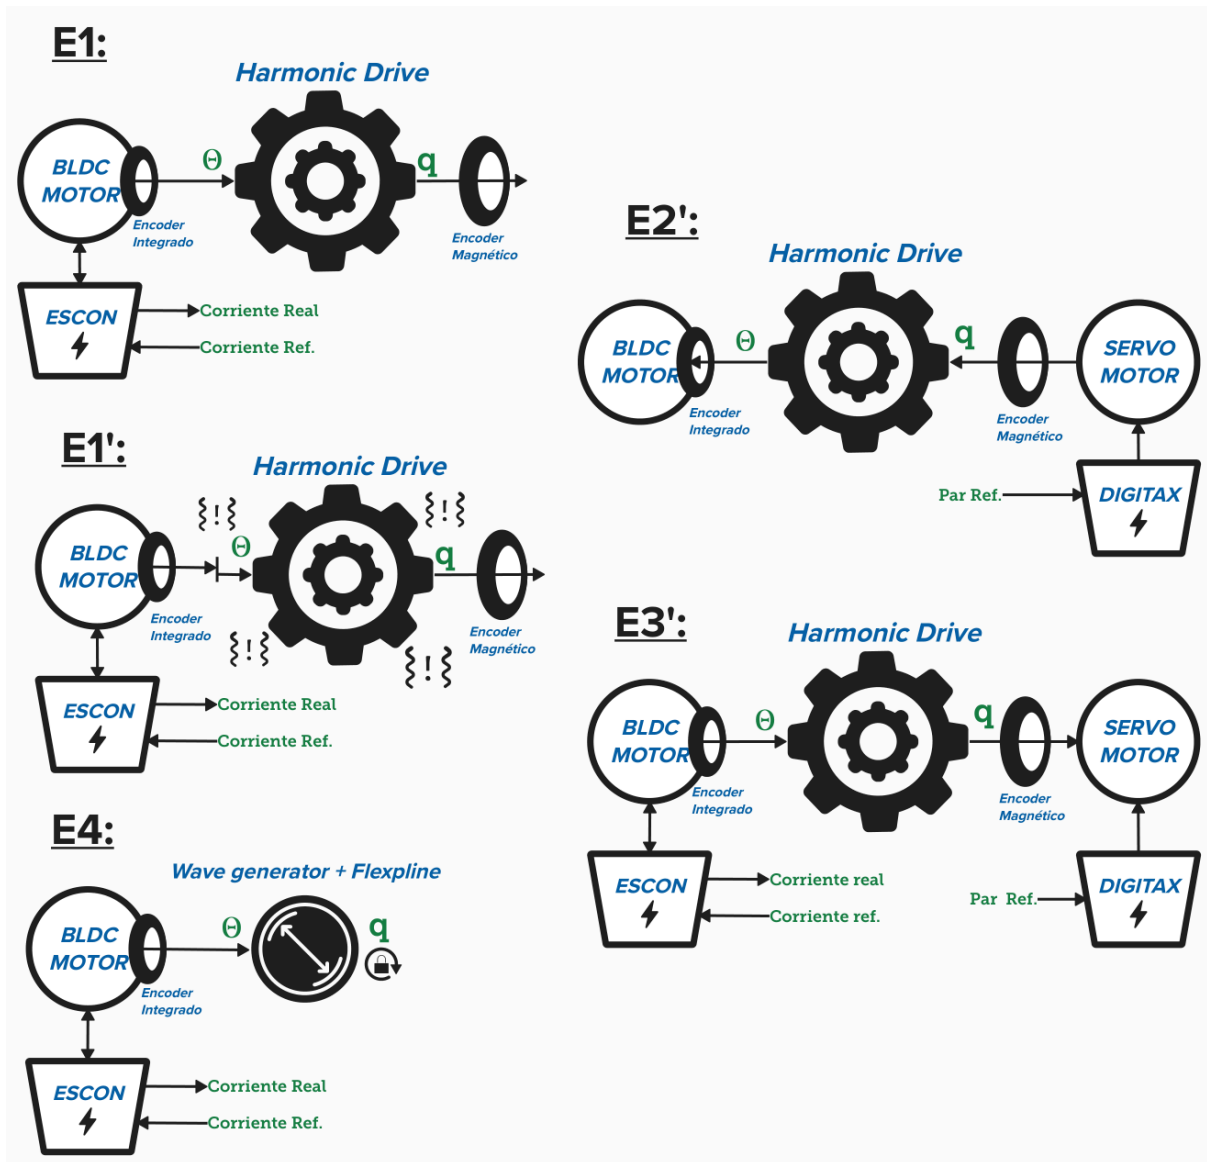 E1:
Harmonic Drive
BLDC
MOTOR
Θ
q
Encoder
Integrado
Encoder
Magnético
ESCON
Corriente Real
Corriente Ref.
E2':
Harmonic Drive
BLDC
MOTOR
Θ
q
SERVO
MOTOR
Encoder
Integrado
Encoder
Magnético
Par Ref.
DIGITAX
E1':
Harmonic Drive
!
!
BLDC
MOTOR
Θ
q
Encoder
Integrado
Encoder
Magnético
!
!
ESCON
Corriente Real
Corriente Ref.
E3':
Harmonic Drive
BLDC
MOTOR
Θ
q
SERVO
MOTOR
Encoder
Integrado
Encoder
Magnético
ESCON
Corriente real
Corriente ref.
Par Ref.
DIGITAX
E4:
Wave generator + Flexpline
BLDC
MOTOR
Θ
q
Encoder
Integrado
ESCON
Corriente Real
Corriente Ref.